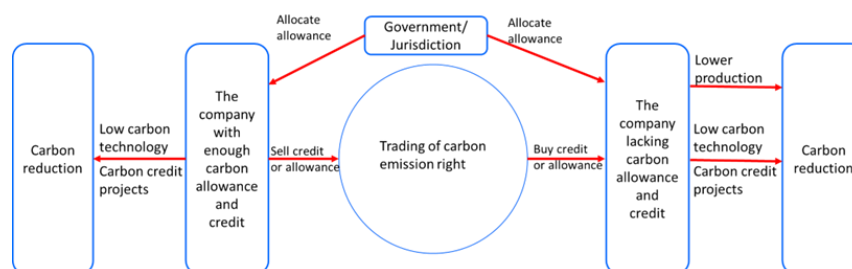 Allocate
allowance
Government/
Jurisdiction
Allocate
allowance
Carbon
reduction
Low carbon
technology
Carbon credit
projects
The
company
with
enough
carbon
allowance
and
credit
Sell credit
or allowance
Trading of carbon
emission right
Buy credit
or allowance
The
company
lacking
carbon
allowance
and
credit
Lower
production
Low carbon
technology
Carbon credit
projects
Carbon
reduction